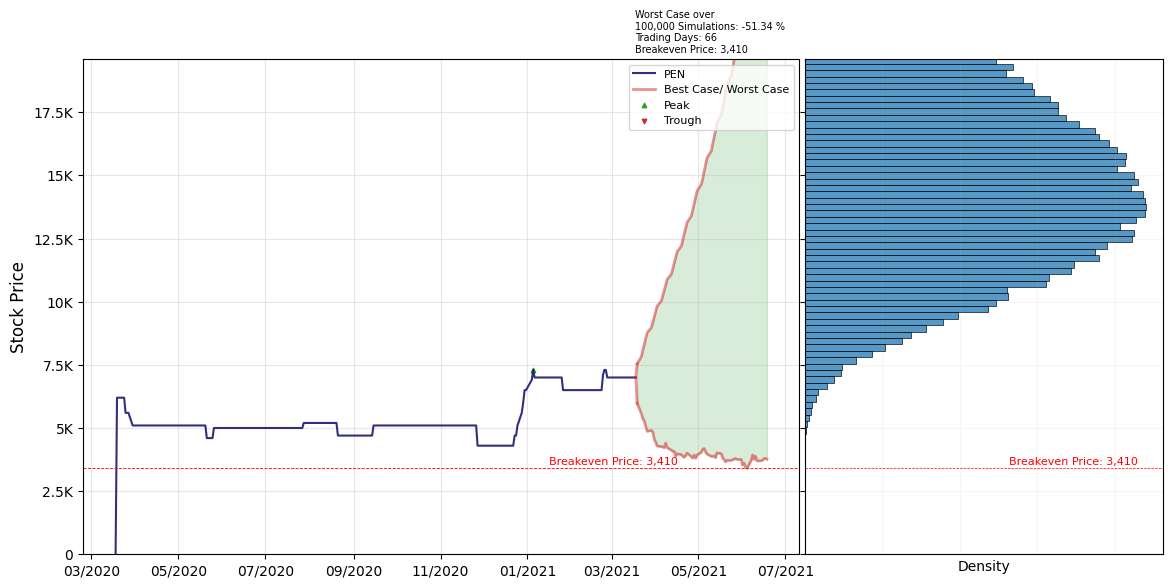 Worst Case over
100,000 Simulations: -51.34 %
Trading Days: 66
Breakeven Price: 3,410
PEN
Best Case/ Worst Case
Peak
Trough
Stock Price
17.5K
15K
12.5K
10K
7.5K
5K
2.5K
0
Breakeven Price: 3,410
Breakeven Price: 3,410
03/2020 05/2020 07/2020 09/2020 11/2020 01/2021 03/2021 05/2021 07/2021
Density